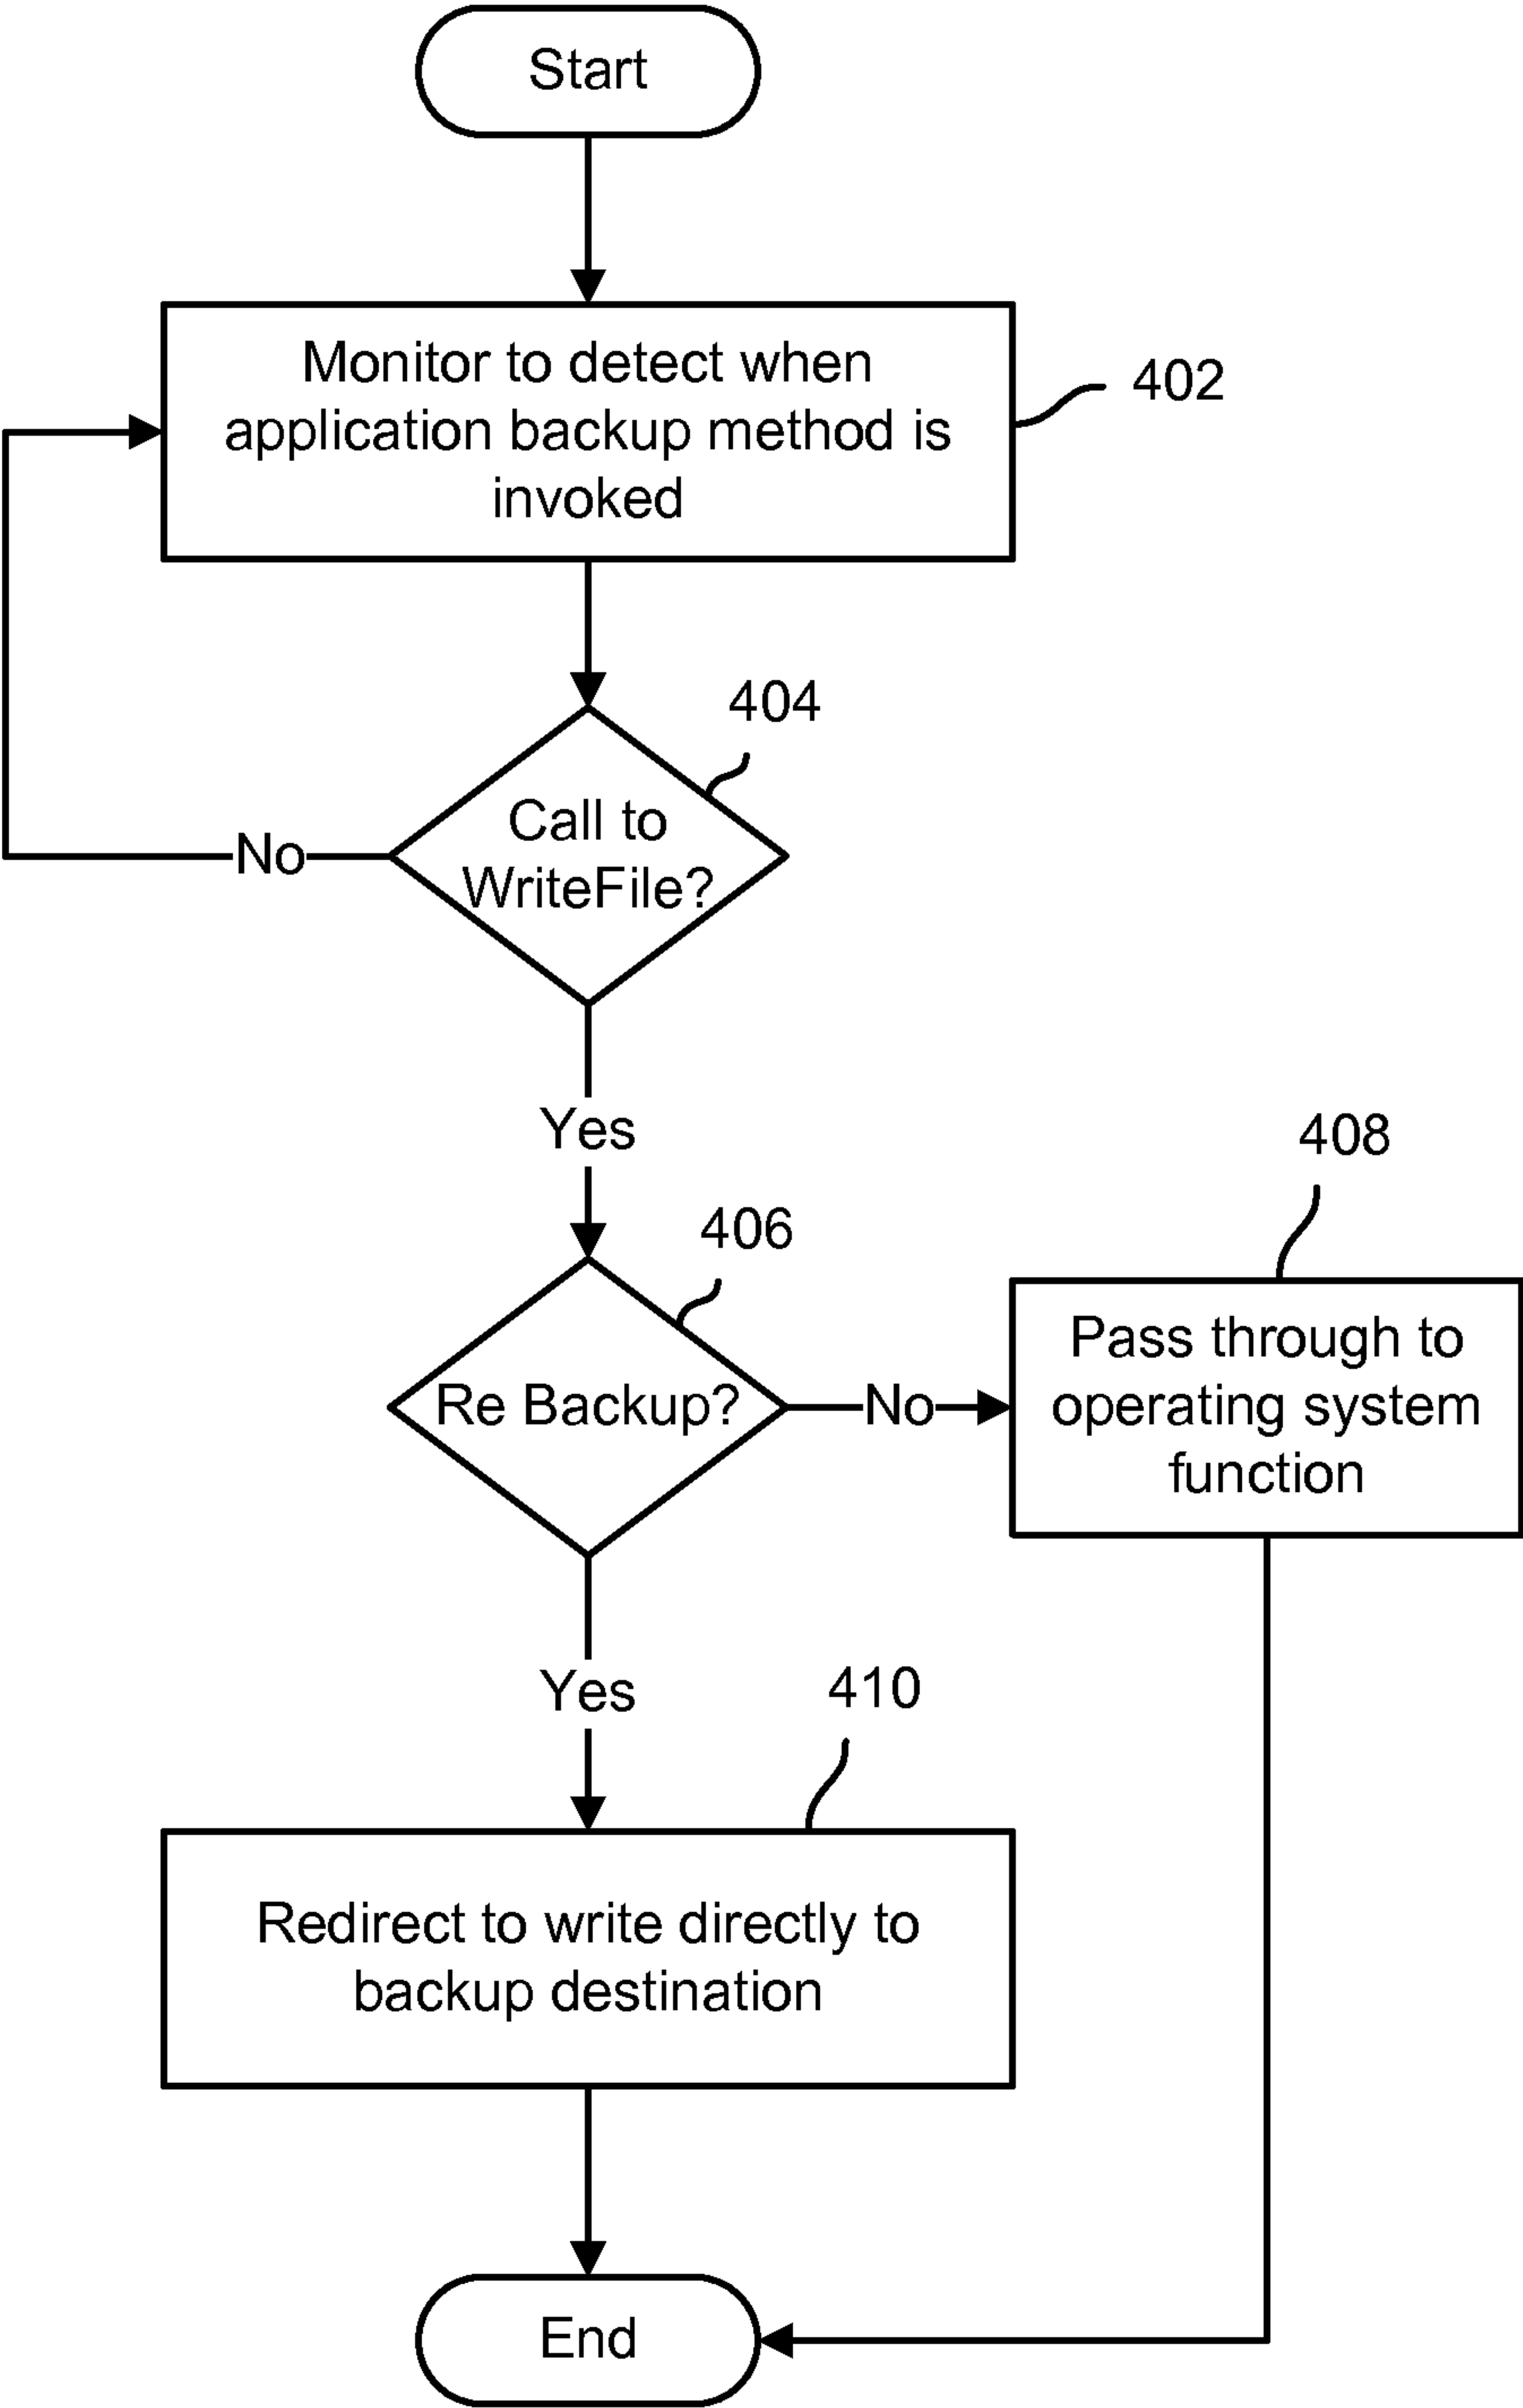 Start
Monitor to detect when
application backup method is
invoked
402
404
Call to
WriteFile?
No
Yes
408
406
Re Backup?
No
Pass through to
operating system
function
Yes
410
Redirect to write directly to
backup destination
End